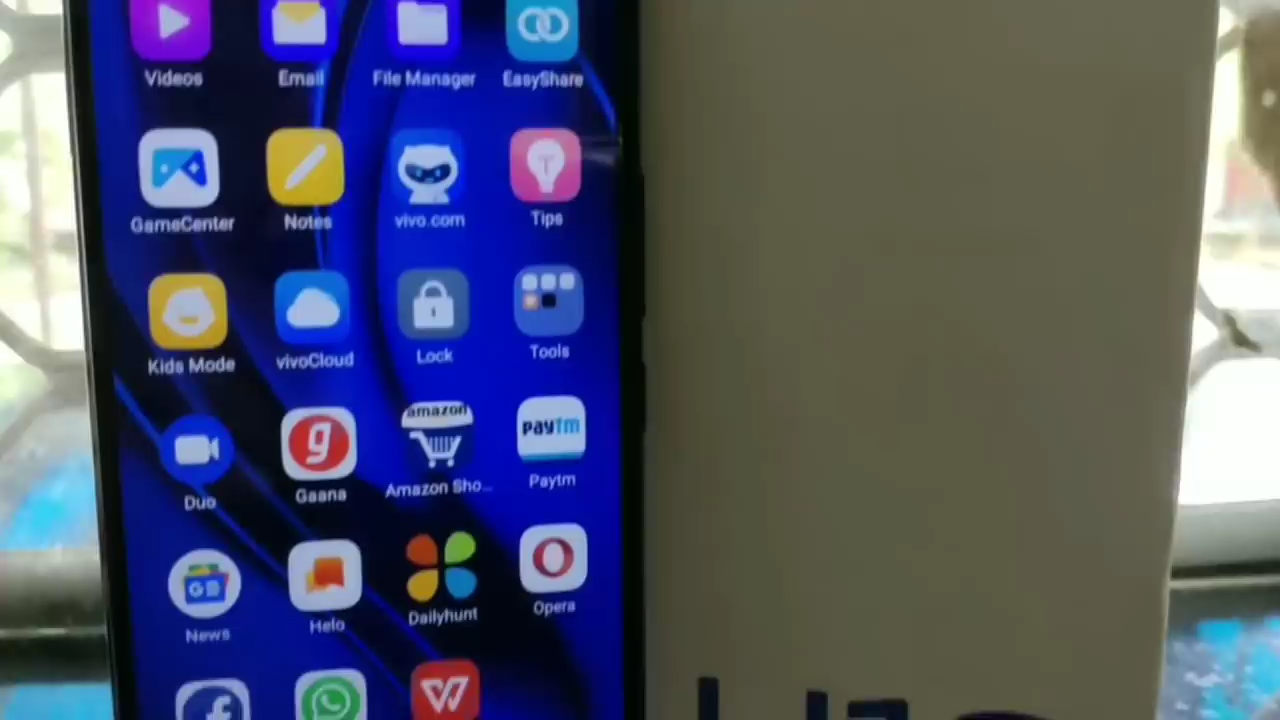 Videos Email File Manager EasyShare
GameCenter Notes vivo.com Tips
Kids Mode vivoCloud Lock Tools
amazon paytm
Duo Gaana Amazon Sho... Paytm
News Helo Dailyhunt Opera